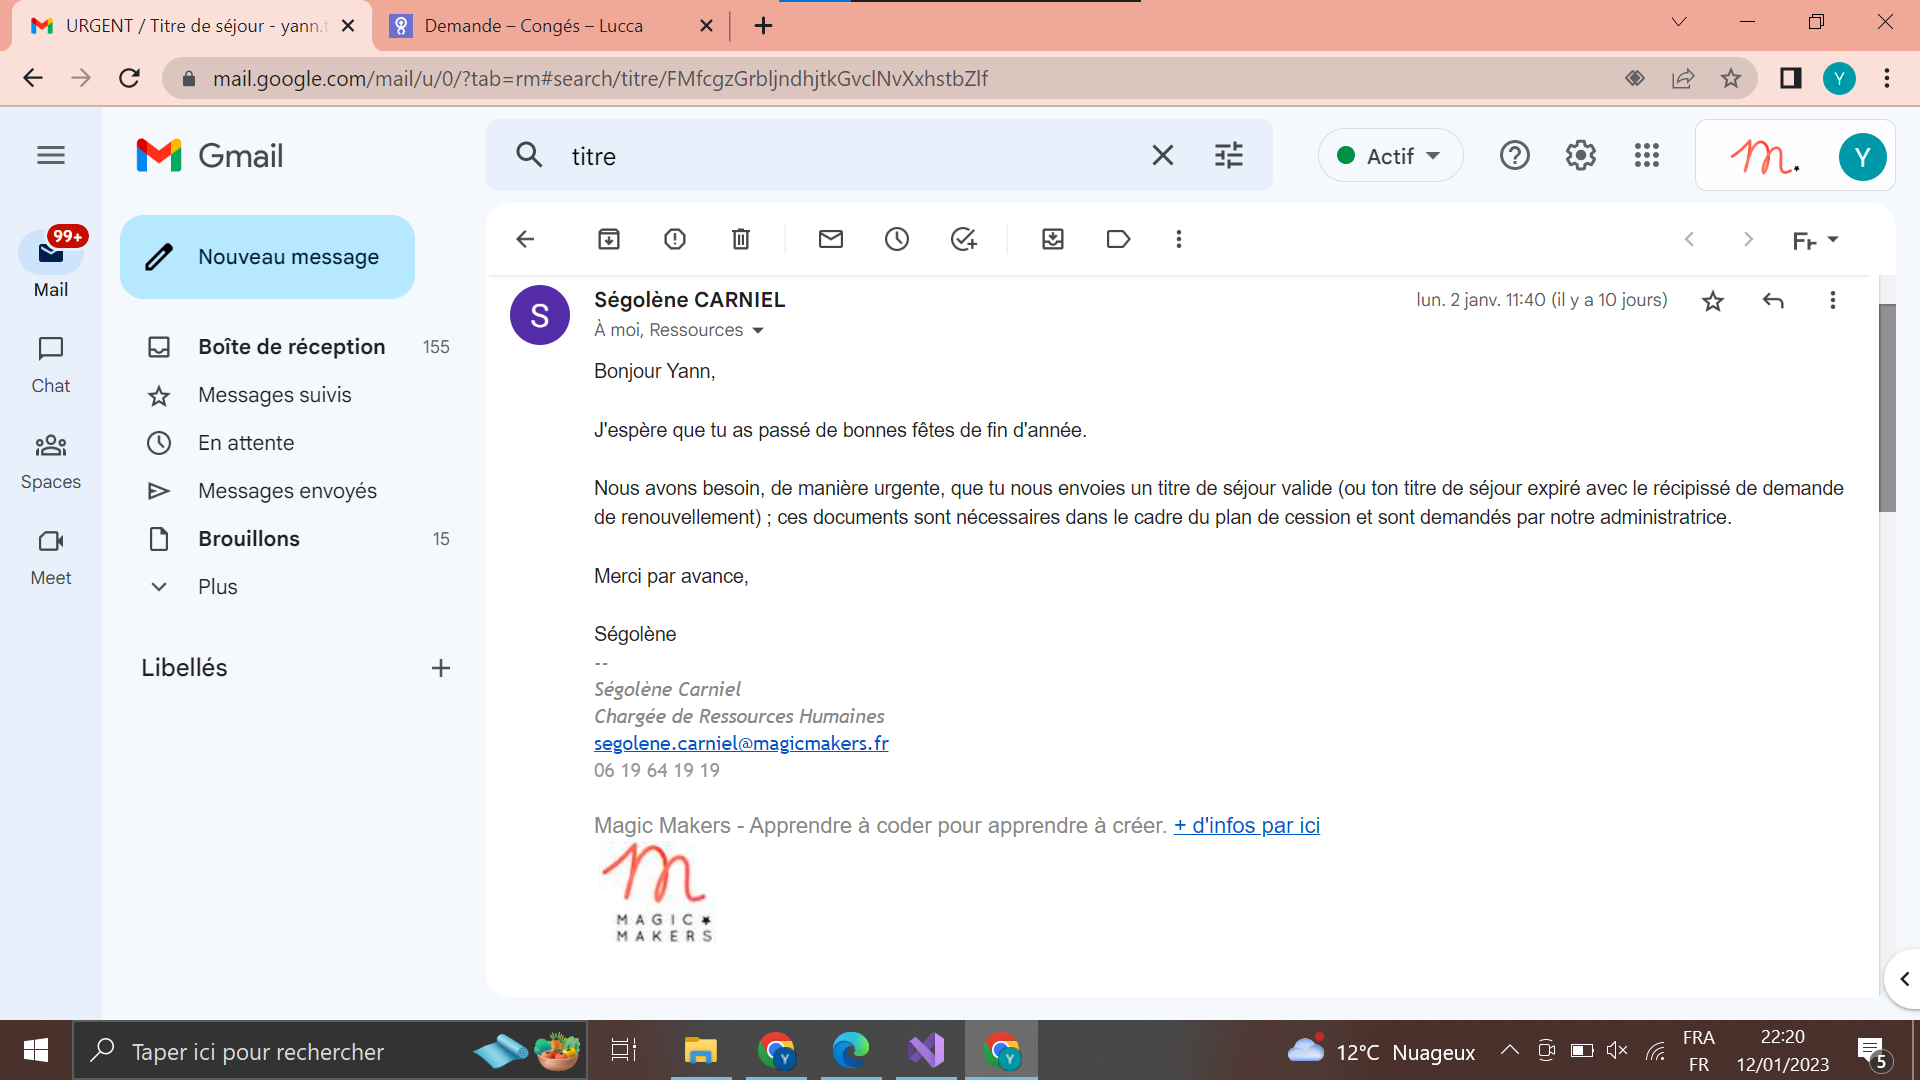 URGENT / Titre de séjour - yann.t
Demande – Congés – Lucca
mail.google.com/mail/u/0/?tab=rm#search/titre/FMfcgzGrbljndhjtkGvclNvXxhstbZlf
Y
Gmail
titre
Actif
m.
Y
99+
Mail
Chat
Spaces
Meet
Nouveau message
Boîte de réception 155
Messages suivis
En attente
Messages envoyés
Brouillons 15
Plus
Libellés
Fr
S
Ségolène CARNIEL
lun. 2 janv. 11:40 (il y a 10 jours)
À moi, Ressources
Bonjour Yann,
J'espère que tu as passé de bonnes fêtes de fin d'année.
Nous avons besoin, de manière urgente, que tu nous envoies un titre de séjour valide (ou ton titre de séjour expiré avec le récipissé de demande
de renouvellement) ; ces documents sont nécessaires dans le cadre du plan de cession et sont demandés par notre administratrice.
Merci par avance,
Ségolène
--
Ségolène Carniel
Chargée de Ressources Humaines
segolene.carniel@magicmakers.fr
06 19 64 19 19
Magic Makers - Apprendre à coder pour apprendre à créer. + d'infos par ici
m
MAGIC
MAKERS
Taper ici pour rechercher
Y
Y
12°C Nuageux
FRA
FR
22:20
12/01/2023
5